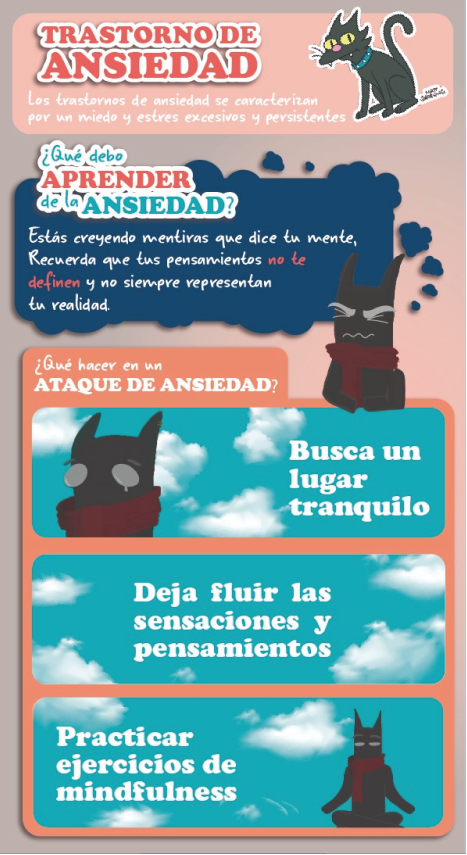 TRASTORNO DE
ANSIEDAD
Los trastornos de ansiedad se caracterizan
por un miedo y estres excesivos y persistentes
¿Qué debo
APRENDER
de la ANSIEDAD?
Estás creyendo mentiras que dice tu mente,
Recuerda que tus pensamientos no te
definen y no siempre representan
tu realidad.
¿Qué hacer en un
ATAQUE DE ANSIEDAD?
Busca un
lugar
tranquilo
Deja fluir las
sensaciones y
pensamientos
Practicar
ejercicios de
mindfulness